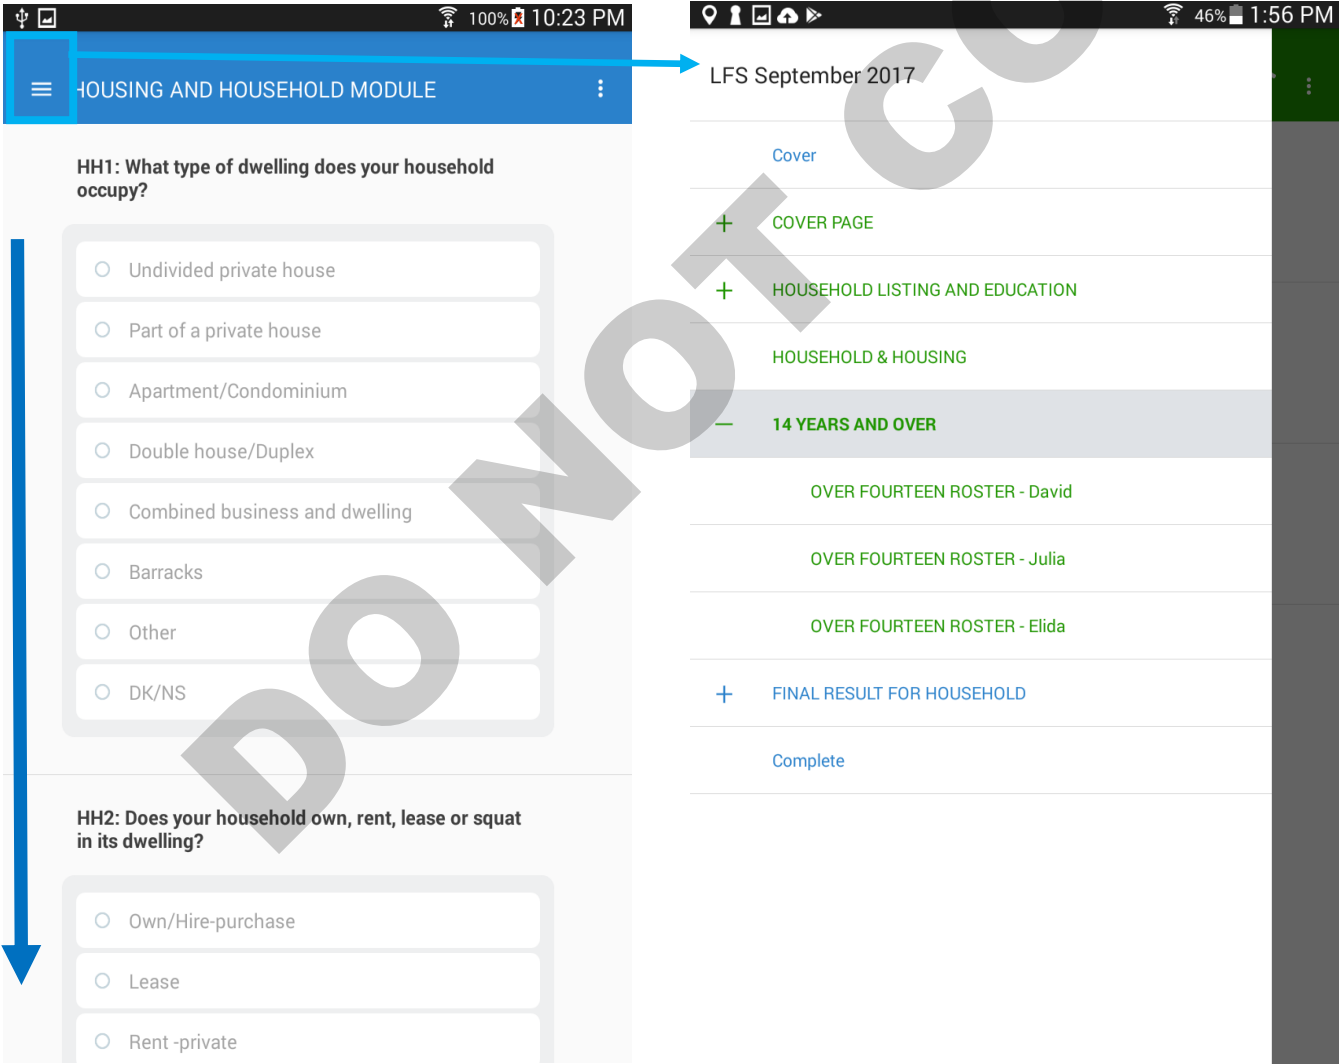 100% 10:23 PM
HOUSING AND HOUSEHOLD MODULE
HH1: What type of dwelling does your household
occupy?
Undivided private house
Part of a private house
Apartment/Condominium
Double house/Duplex
Combined business and dwelling
Barracks
Other
DK/NS
HH2: Does your household own, rent, lease or squat
in its dwelling?
Own/Hire-purchase
Lease
Rent -private
46% 1:56 PM
LFS September 2017
Cover
COVER PAGE
HOUSEHOLD LISTING AND EDUCATION
HOUSEHOLD & HOUSING
14 YEARS AND OVER
OVER FOURTEEN ROSTER - David
OVER FOURTEEN ROSTER - Julia
OVER FOURTEEN ROSTER - Elida
FINAL RESULT FOR HOUSEHOLD
Complete
DO NOT CO